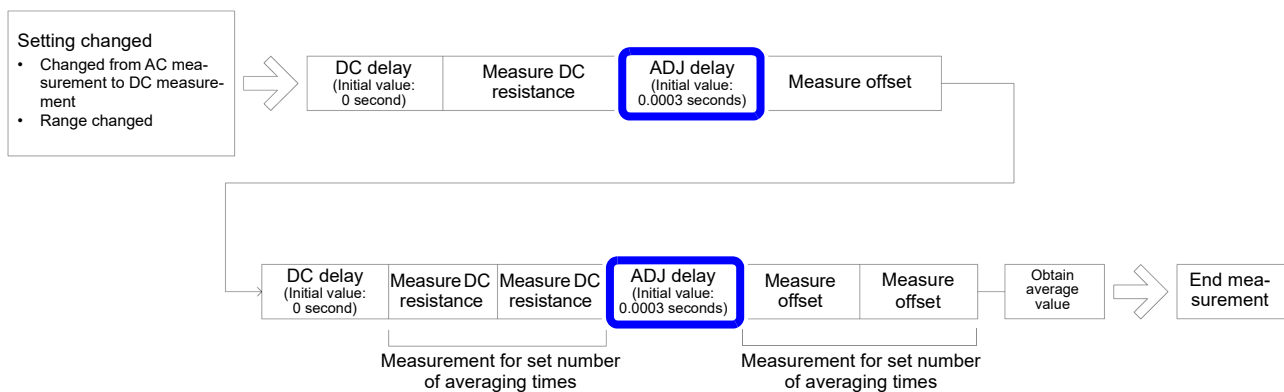 Setting changed
• Changed from AC mea-
surement to DC measure-
ment
• Range changed
DC delay
(Initial value:
0 second)
Measure DC
resistance
ADJ delay
(Initial value:
0.0003 seconds)
Measure offset
DC delay
(Initial value:
0 second)
Measure DC
resistance
Measure DC
resistance
ADJ delay
(Initial value:
0.0003 seconds)
Measure
offset
Measure
offset
Obtain
average
value
End mea-
surement
Measurement for set number
of averaging times
Measurement for set number
of averaging times